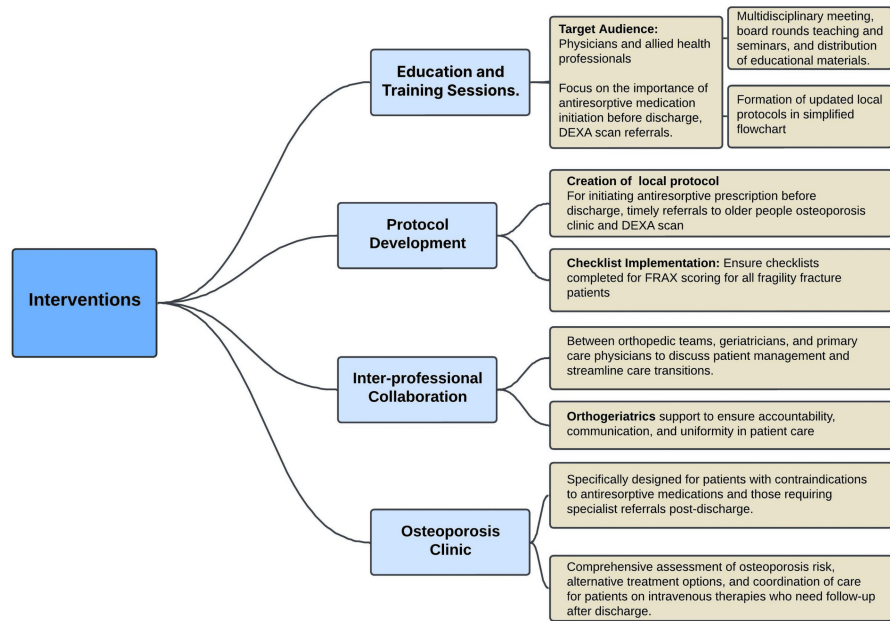 Interventions
Education and
Training Sessions.
Target Audience:
Physicians and allied health
professionals
Focus on the importance of
antiresorptive medication
initiation before discharge,
DEXA scan referrals.
Multidisciplinary meeting,
board rounds teaching and
seminars, and distribution
of educational materials.
Formation of updated local
protocols in simplified
flowchart
Protocol
Development
Creation of local protocol
For initiating antiresorptive prescription before
discharge, timely referrals to older people osteoporosis
clinic and DEXA scan
Checklist Implementation: Ensure checklists
completed for FRAX scoring for all fragility fracture
patients
Inter-professional
Collaboration
Between orthopedic teams, geriatricians, and primary
care physicians to discuss patient management and
streamline care transitions.
Orthogeriatrics support to ensure accountability,
communication, and uniformity in patient care
Osteoporosis
Clinic
Specifically designed for patients with contraindications
to antiresorptive medications and those requiring
specialist referrals post-discharge.
Comprehensive assessment of osteoporosis risk,
alternative treatment options, and coordination of care
for patients on intravenous therapies who need follow-up
after discharge.